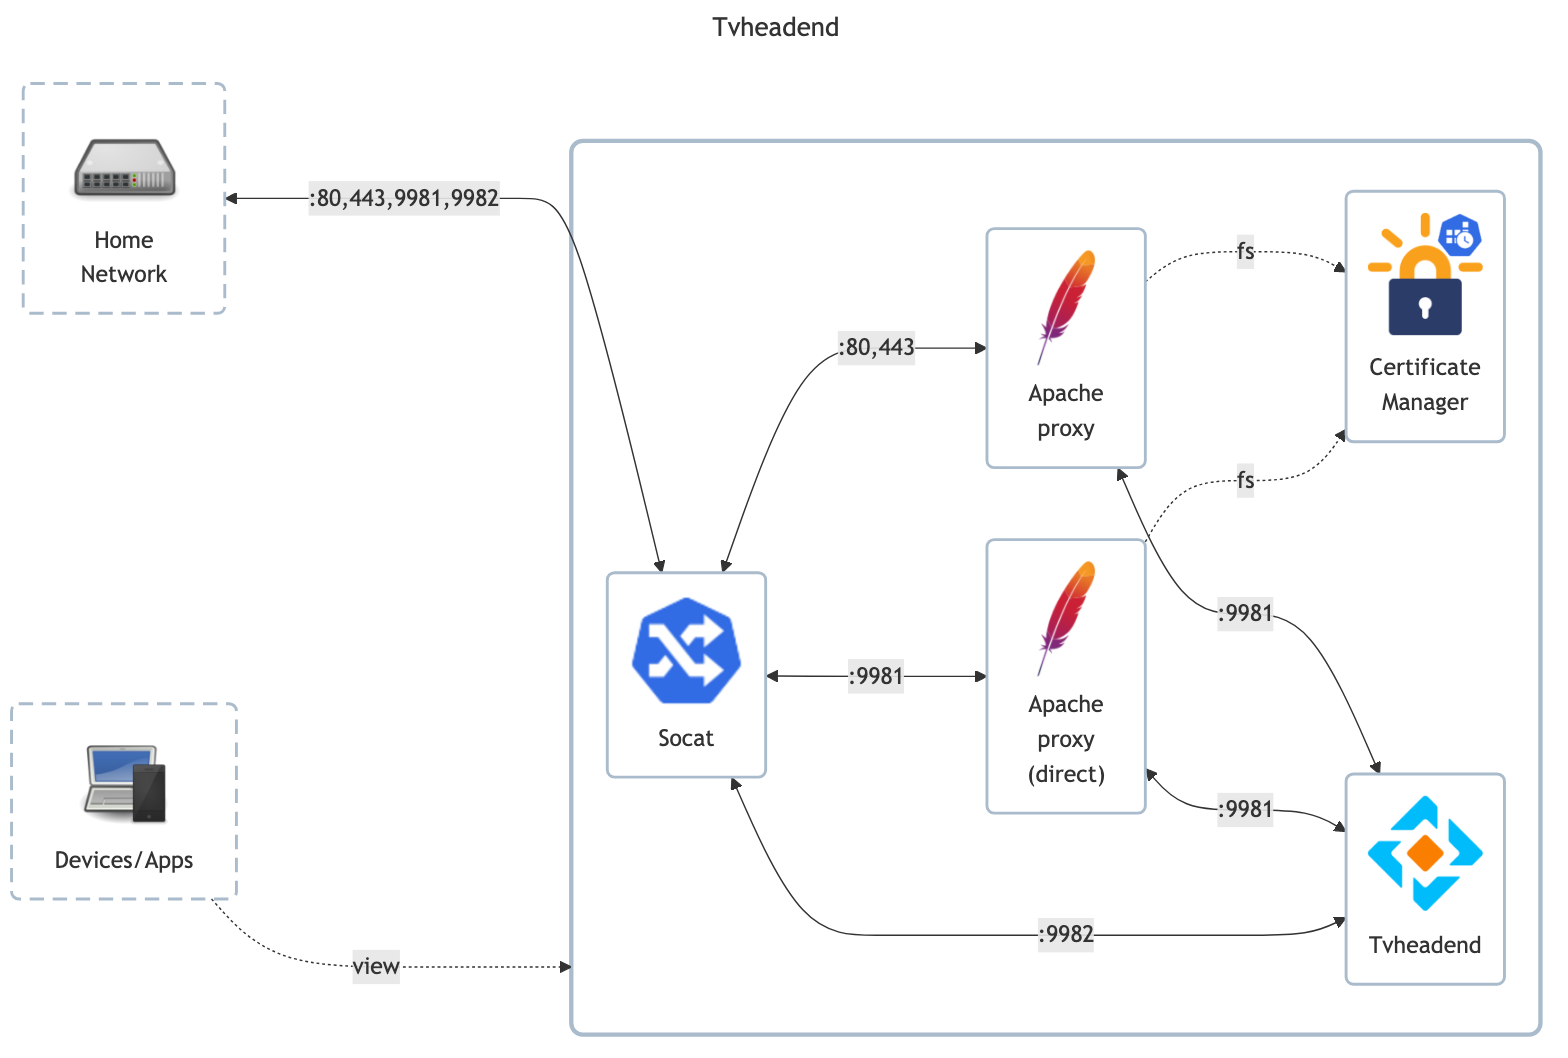 Tvheadend
Home
Network
:80,443,9981,9982
fs
:80,443
Apache
proxy
Certificate
Manager
fs
:9981
Socat
:9981
Apache
proxy
(direct)
:9981
Devices/Apps
view
:9982
Tvheadend